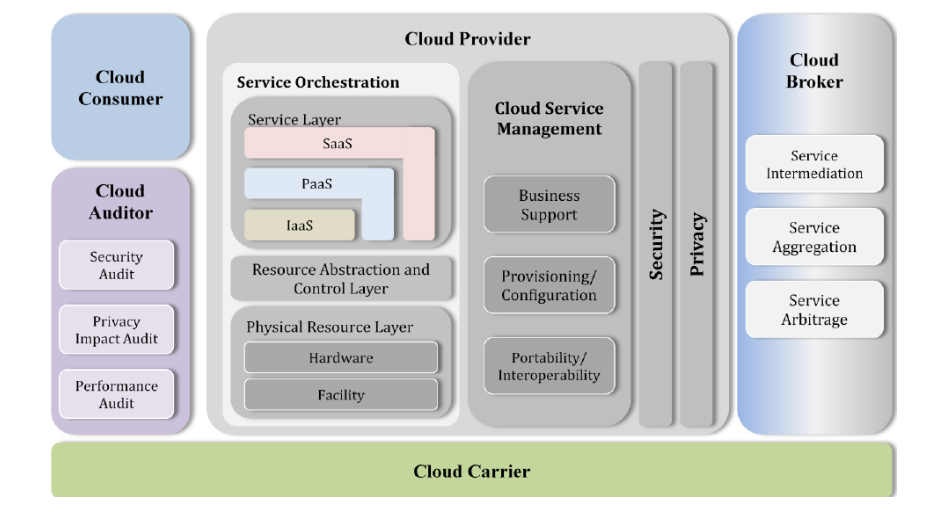 Cloud
Consumer
Cloud
Auditor
Security
Audit
Privacy
Impact Audit
Performance
Audit
Cloud Provider
Service Orchestration
Service Layer
SaaS
PaaS
IaaS
Resource Abstraction and
Control Layer
Physical Resource Layer
Hardware
Facility
Cloud Service
Management
Business
Support
Provisioning/
Configuration
Portability/
Interoperability
Security
Privacy
Cloud
Broker
Service
Intermediation
Service
Aggregation
Service
Arbitrage
Cloud Carrier